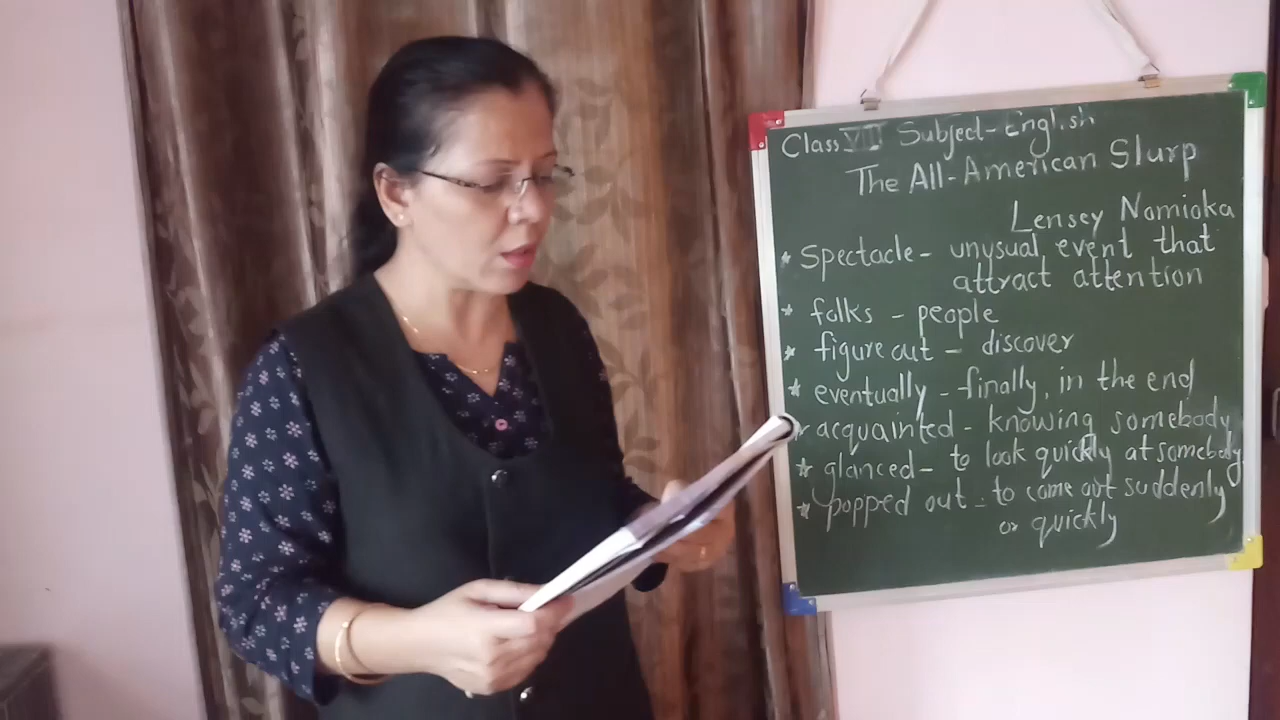 Class VII Subject- English
The All-American Slurp
Lensey Namioka
* Spectacle - unusual event that
attract attention
* folks - people
* figure out - discover
* eventually - finally, in the end
* acquainted - knowing somebody
* glanced - to look quickly at somebody
* popped out - to come out suddenly
or quickly